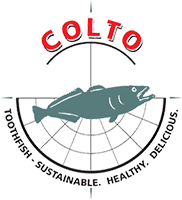 COLTO
TOOTHFISH - SUSTAINABLE. HEALTHY. DELICIOUS.